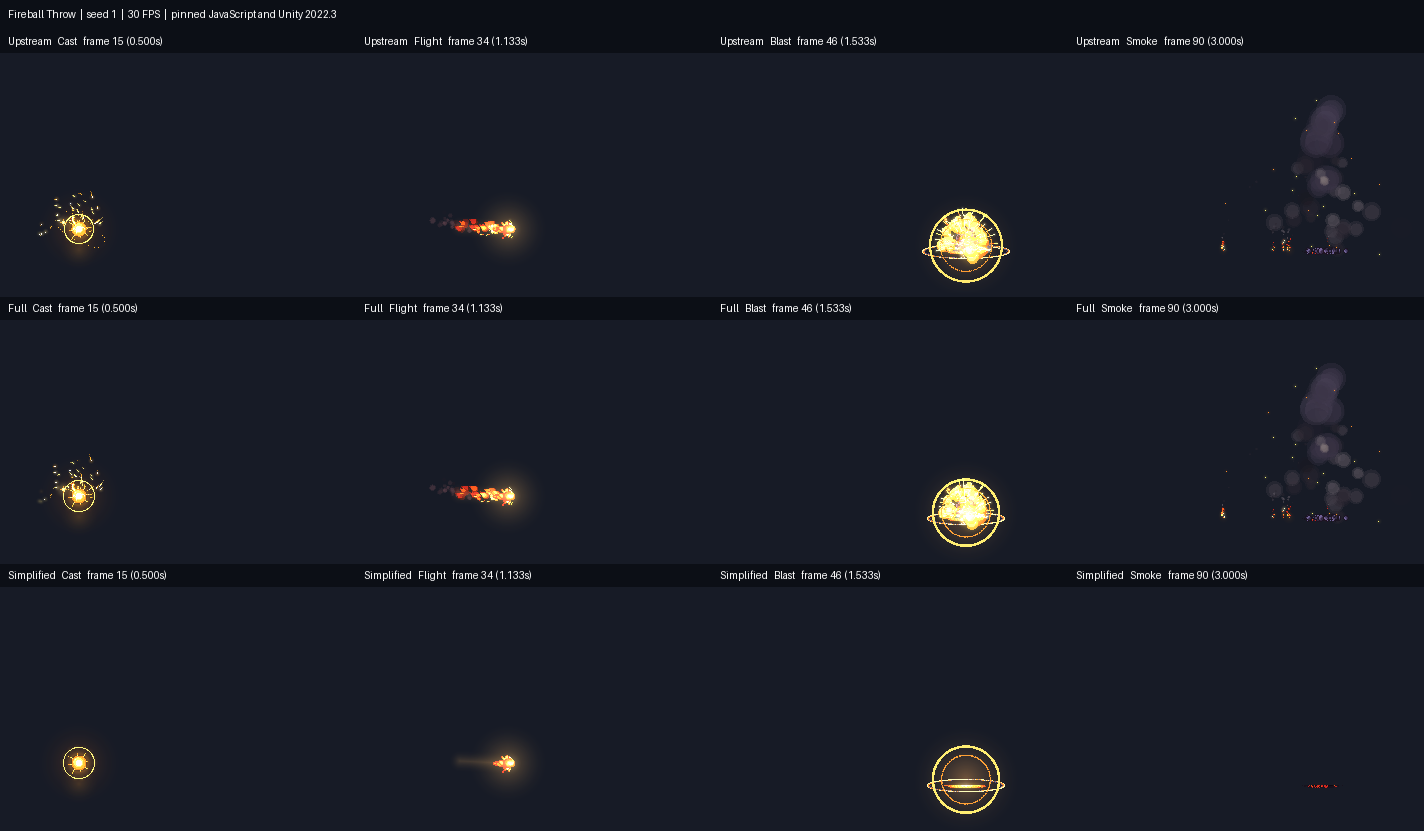 Fireball Throw | seed 1 | 30 FPS | pinned JavaScript and Unity 2022.3
Upstream Cast frame 15 (0.500s)
Upstream Flight frame 34 (1.133s)
Upstream Blast frame 46 (1.533s)
Upstream Smoke frame 90 (3.000s)
Full Cast frame 15 (0.500s)
Full Flight frame 34 (1.133s)
Full Blast frame 46 (1.533s)
Full Smoke frame 90 (3.000s)
Simplified Cast frame 15 (0.500s)
Simplified Flight frame 34 (1.133s)
Simplified Blast frame 46 (1.533s)
Simplified Smoke frame 90 (3.000s)